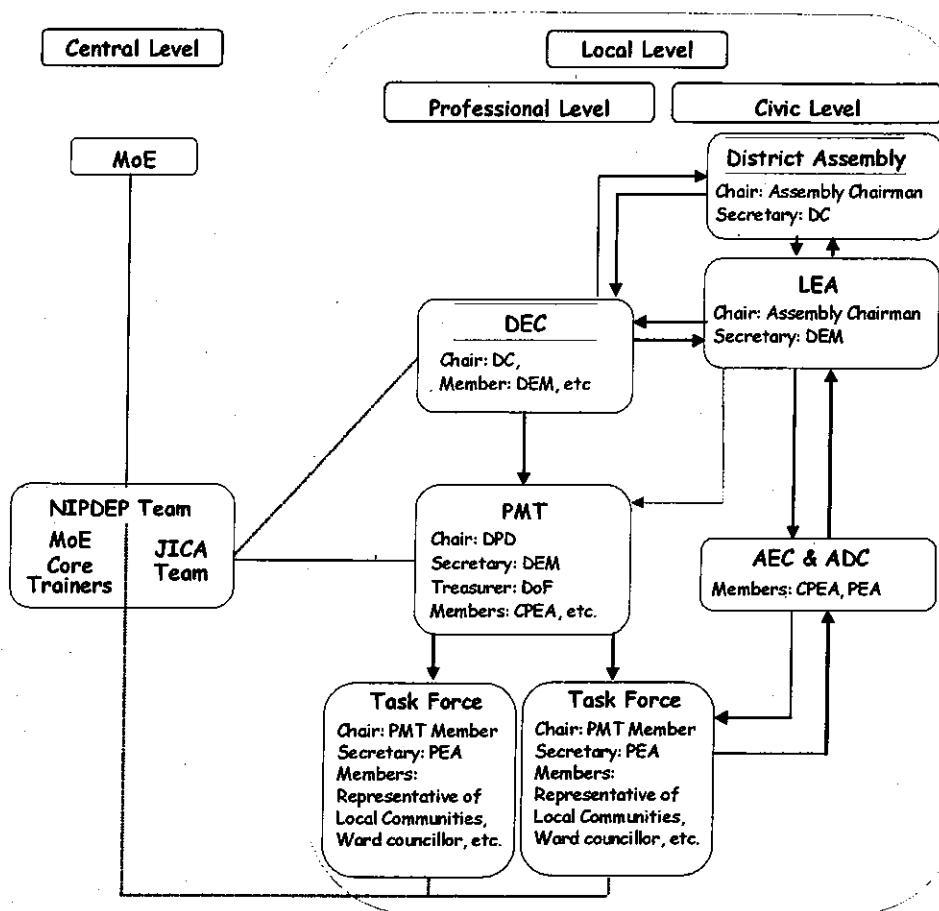 Central Level
Local Level
Professional Level
Civic Level
MoE
District Assembly
Chair: Assembly Chairman
Secretary: DC
LEA
Chair: Assembly Chairman
Secretary: DEM
DEC
Chair: DC,
Member: DEM, etc
NIPDEP Team
MoE
Core
Trainers
JICA
Team
PMT
Chair: DPD
Secretary: DEM
Treasurer: DoF
Members: CPEA, etc.
AEC & ADC
Members: CPEA, PEA
Task Force
Chair: PMT Member
Secretary: PEA
Members:
Representative of
Local Communities,
Ward councillor, etc.
Task Force
Chair: PMT Member
Secretary: PEA
Members:
Representative of
Local Communities,
Ward councillor, etc.